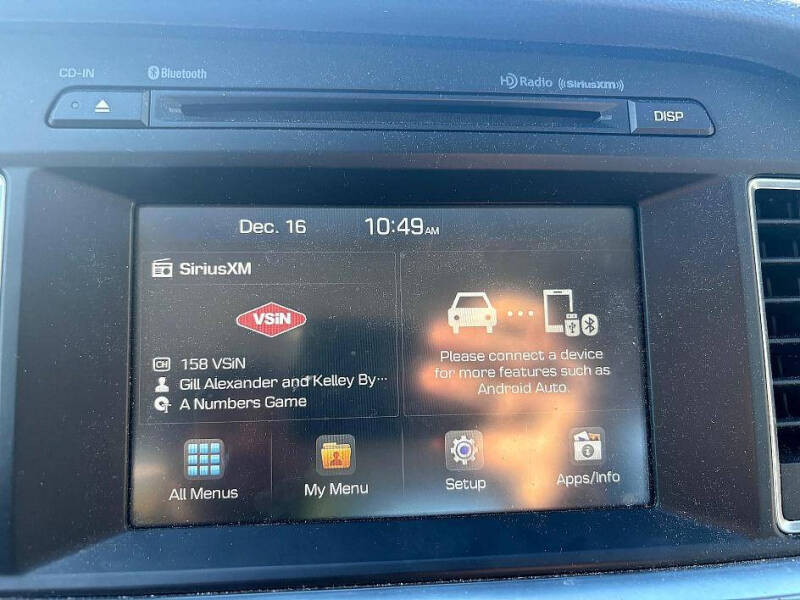 CD-IN
Bluetooth
HD Radio
((SiriusXM))
DISP
Dec. 16
10:49AM
SiriusXM
VSiN
CH 158 VSiN
Gill Alexander and Kelley By...
A Numbers Game
Please connect a device
for more features such as
Android Auto.
All Menus
My Menu
Setup
Apps/Info